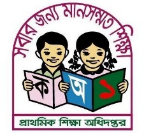 সবার জন্য মানসম্মত শিক্ষা
ক অ ১
প্রাথমিক শিক্ষা অধিদপ্তর